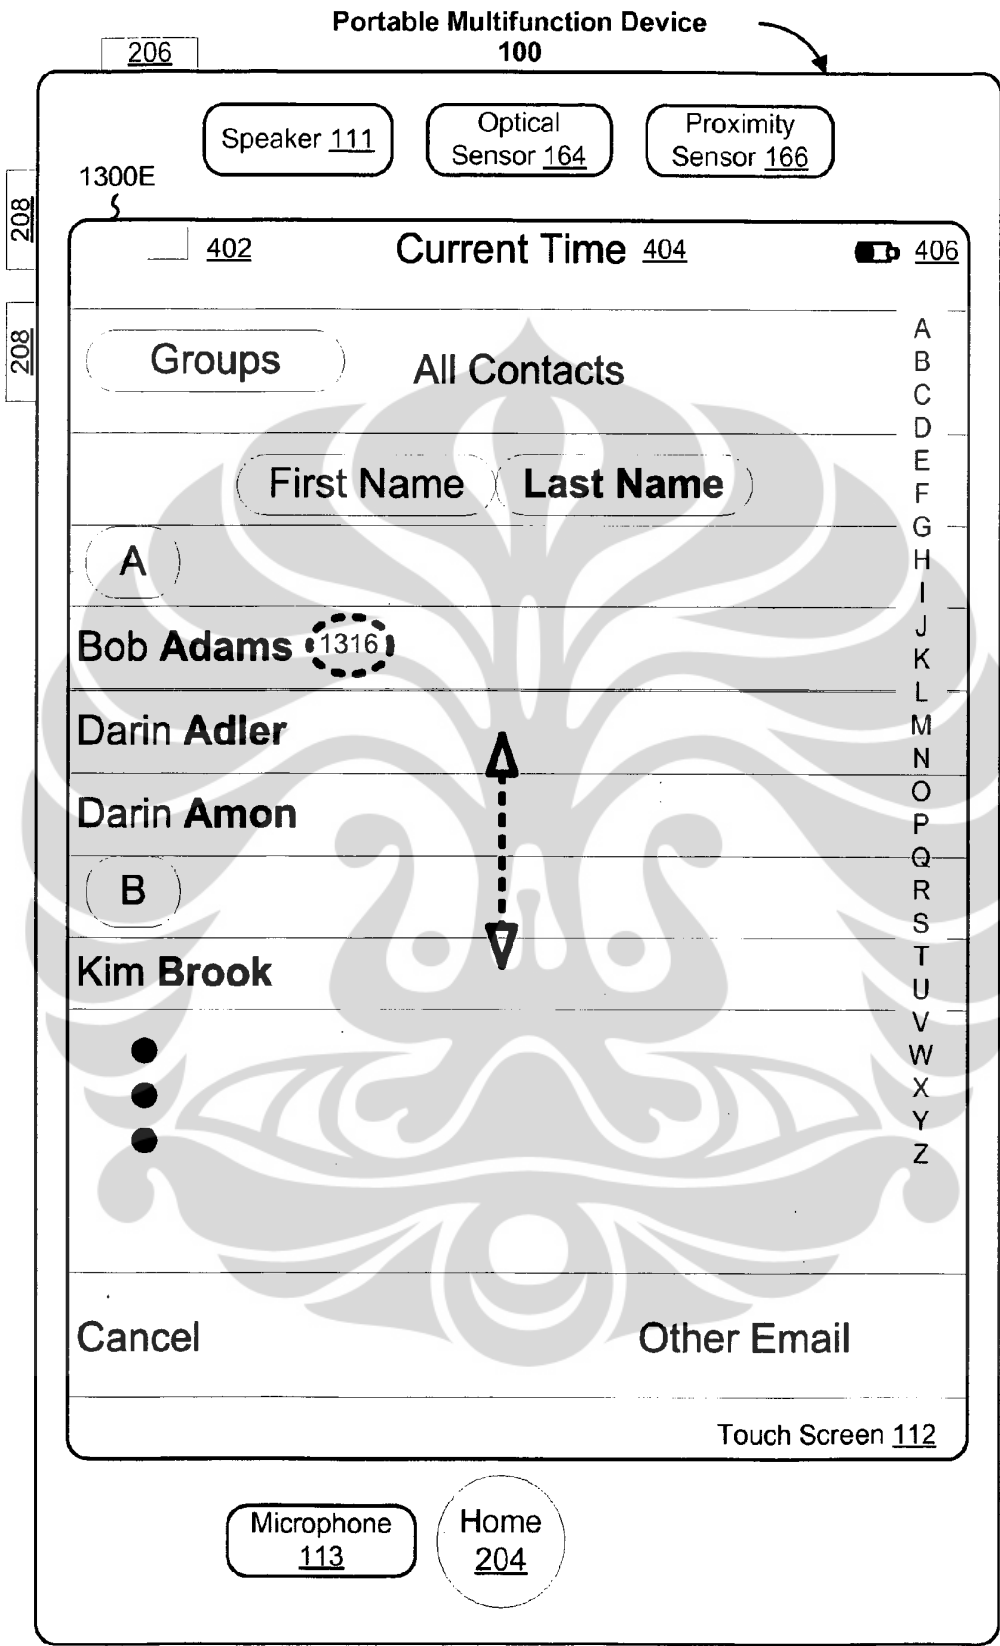 Portable Multifunction Device
100
206
Speaker 111
Optical
Sensor 164
Proximity
Sensor 166
1300E
208
208
402
Current Time 404
406
Groups
All Contacts
First Name
Last Name
A
Bob Adams 1316
Darin Adler
Darin Amon
B
Kim Brook
A
B
C
D
E
F
G
H
I
J
K
L
M
N
O
P
Q
R
S
T
U
V
W
X
Y
Z
Cancel
Other Email
Touch Screen 112
Microphone
113
Home
204